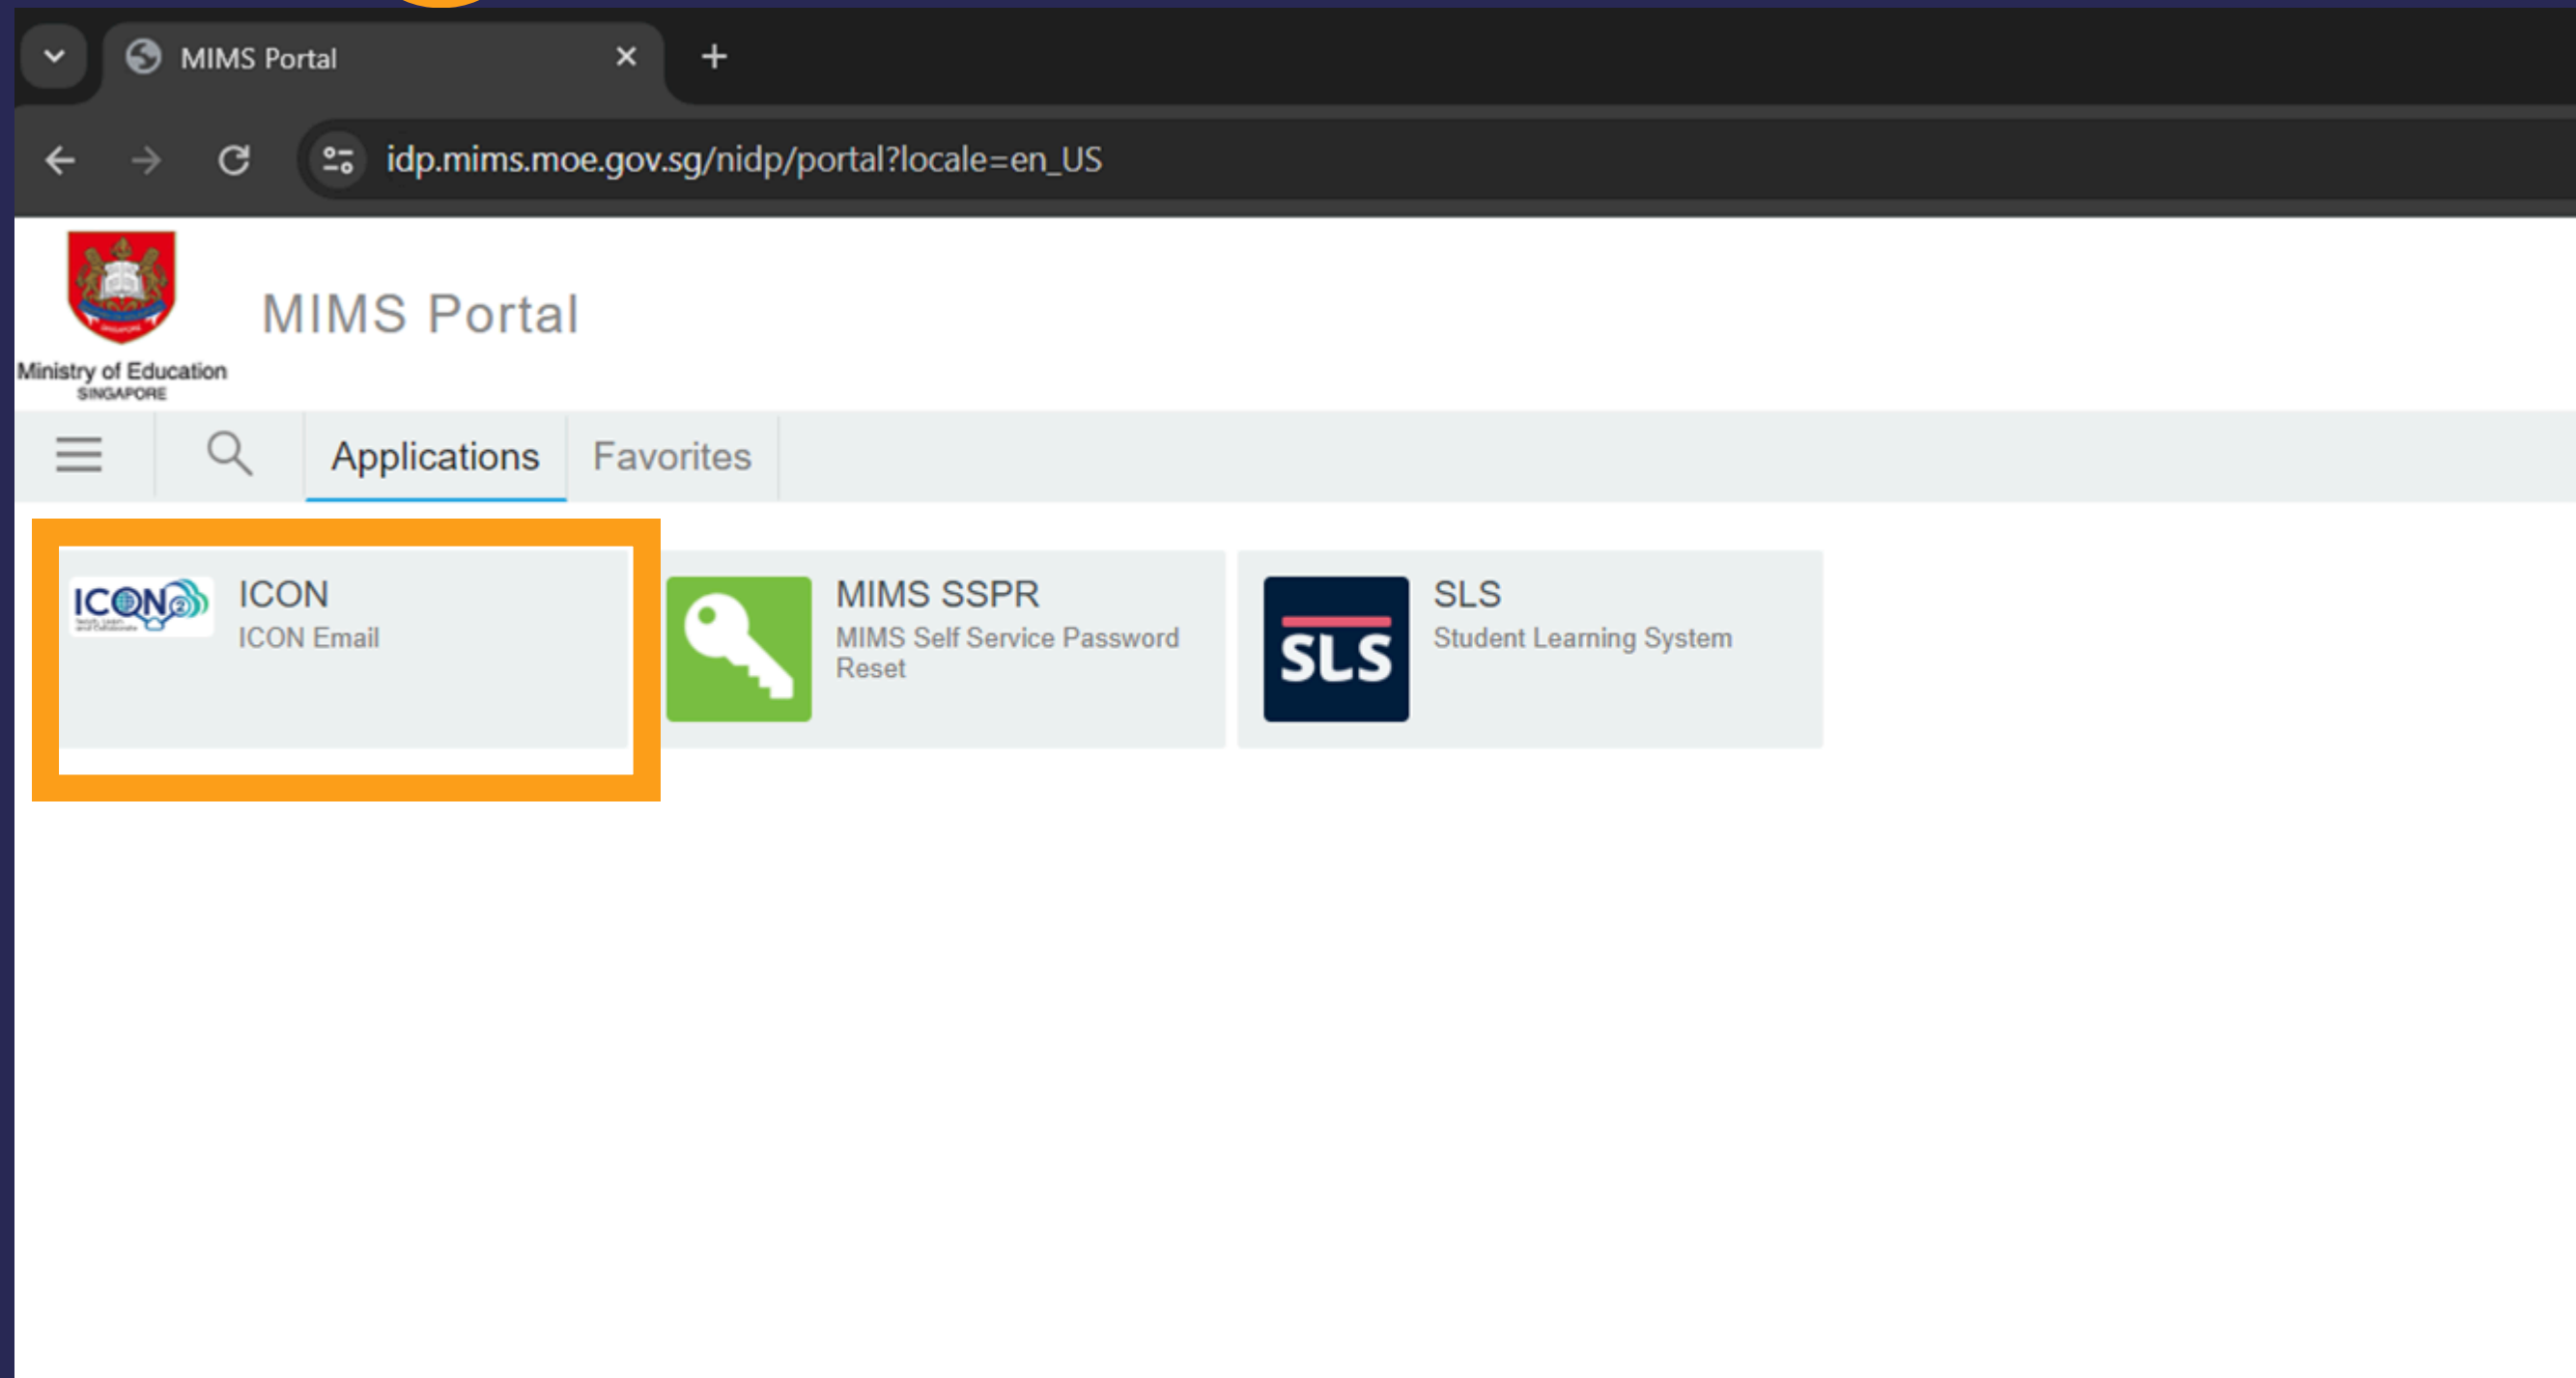 MIMS Portal
idp.mims.moe.gov.sg/nidp/portal?locale=en_US
MIMS Portal
Ministry of Education
SINGAPORE
Applications Favorites
ICON2
ICON
ICON Email
MIMS SSPR
MIMS Self Service Password
Reset
SLS
SLS
Student Learning System